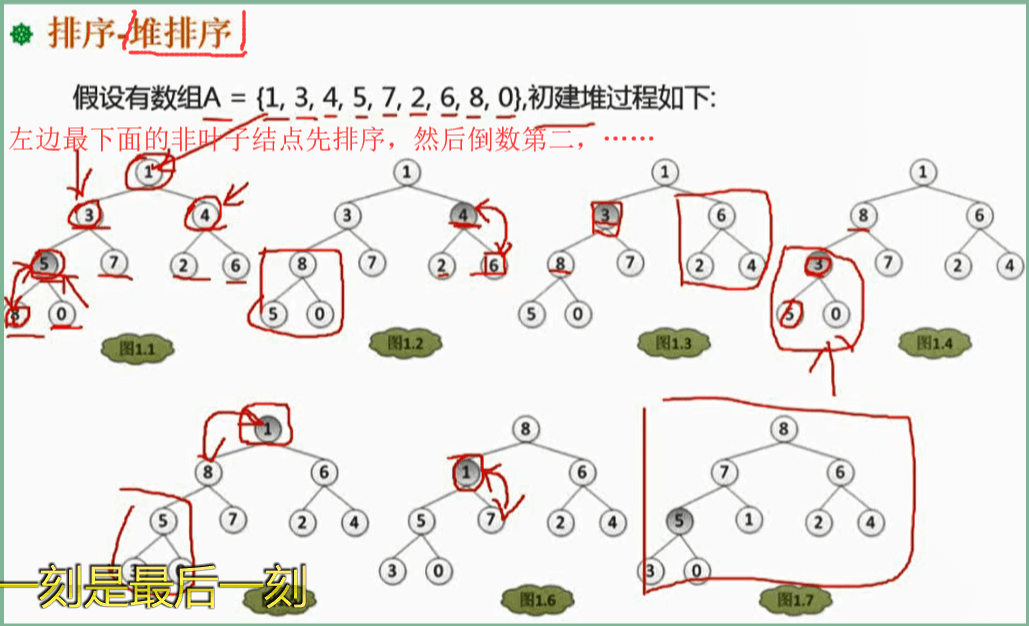 排序-堆排序
假设有数组A = {1, 3, 4, 5, 7, 2, 6, 8, 0},初建堆过程如下:
左边最下面的非叶子结点先排序，然后倒数第二，……
1
3 4
5 7 2 6
8 0
图1.1
1
3 4
8 7 2 6
5 0
图1.2
1
3 6
8 7 2 4
5 0
图1.3
1
8 6
3 7 2 4
5 0
图1.4
1
8 6
5 7 2 4
8
1 6
5 7 2 4
3 0
图1.6
8
7 6
5 1 2 4
3 0
图1.7
一刻是最后一刻